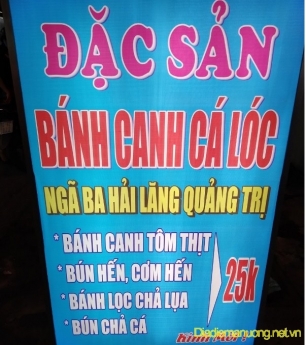 ĐẶC SẢN
BÁNH CANH CÁ LÓC
NGÃ BA HẢI LĂNG QUẢNG TRỊ
* BÁNH CANH TÔM THỊT
* BÚN HẾN, CƠM HẾN
* BÁNH LỌC CHẢ LỤA
* BÚN CHẢ CÁ
25k
Diadiemanuong.net.vn